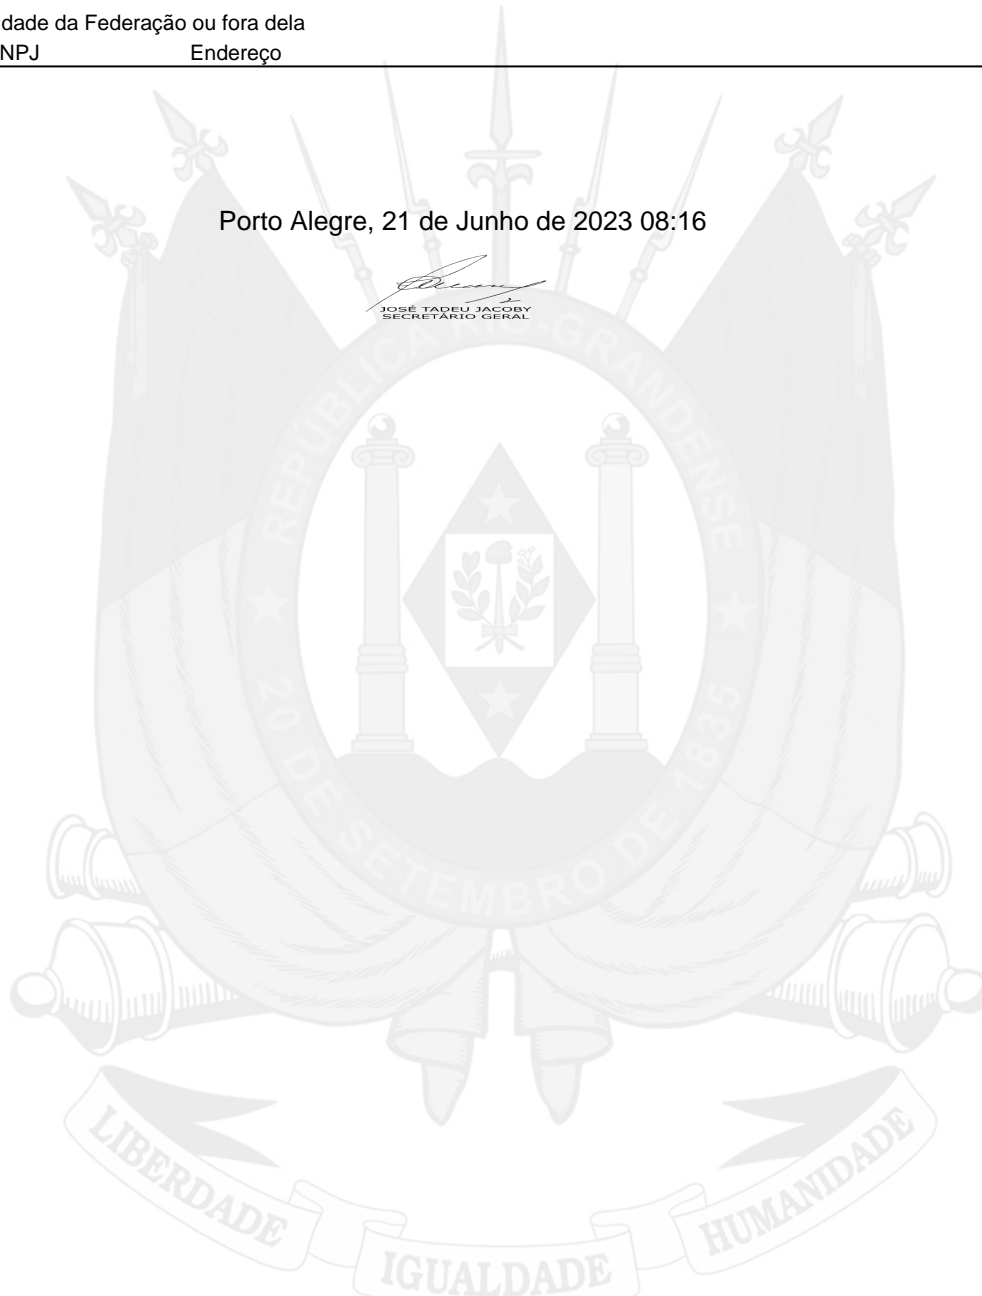 dade da Federação ou fora dela
NPJ Endereço
Porto Alegre, 21 de Junho de 2023 08:16
JOSÉ TADEU JACOBY
SECRETÁRIO GERAL
REPÚBLICA RIO-GRANDENSE
20 DE SETEMBRO DE 1835
LIBERDADE
IGUALDADE
HUMANIDADE